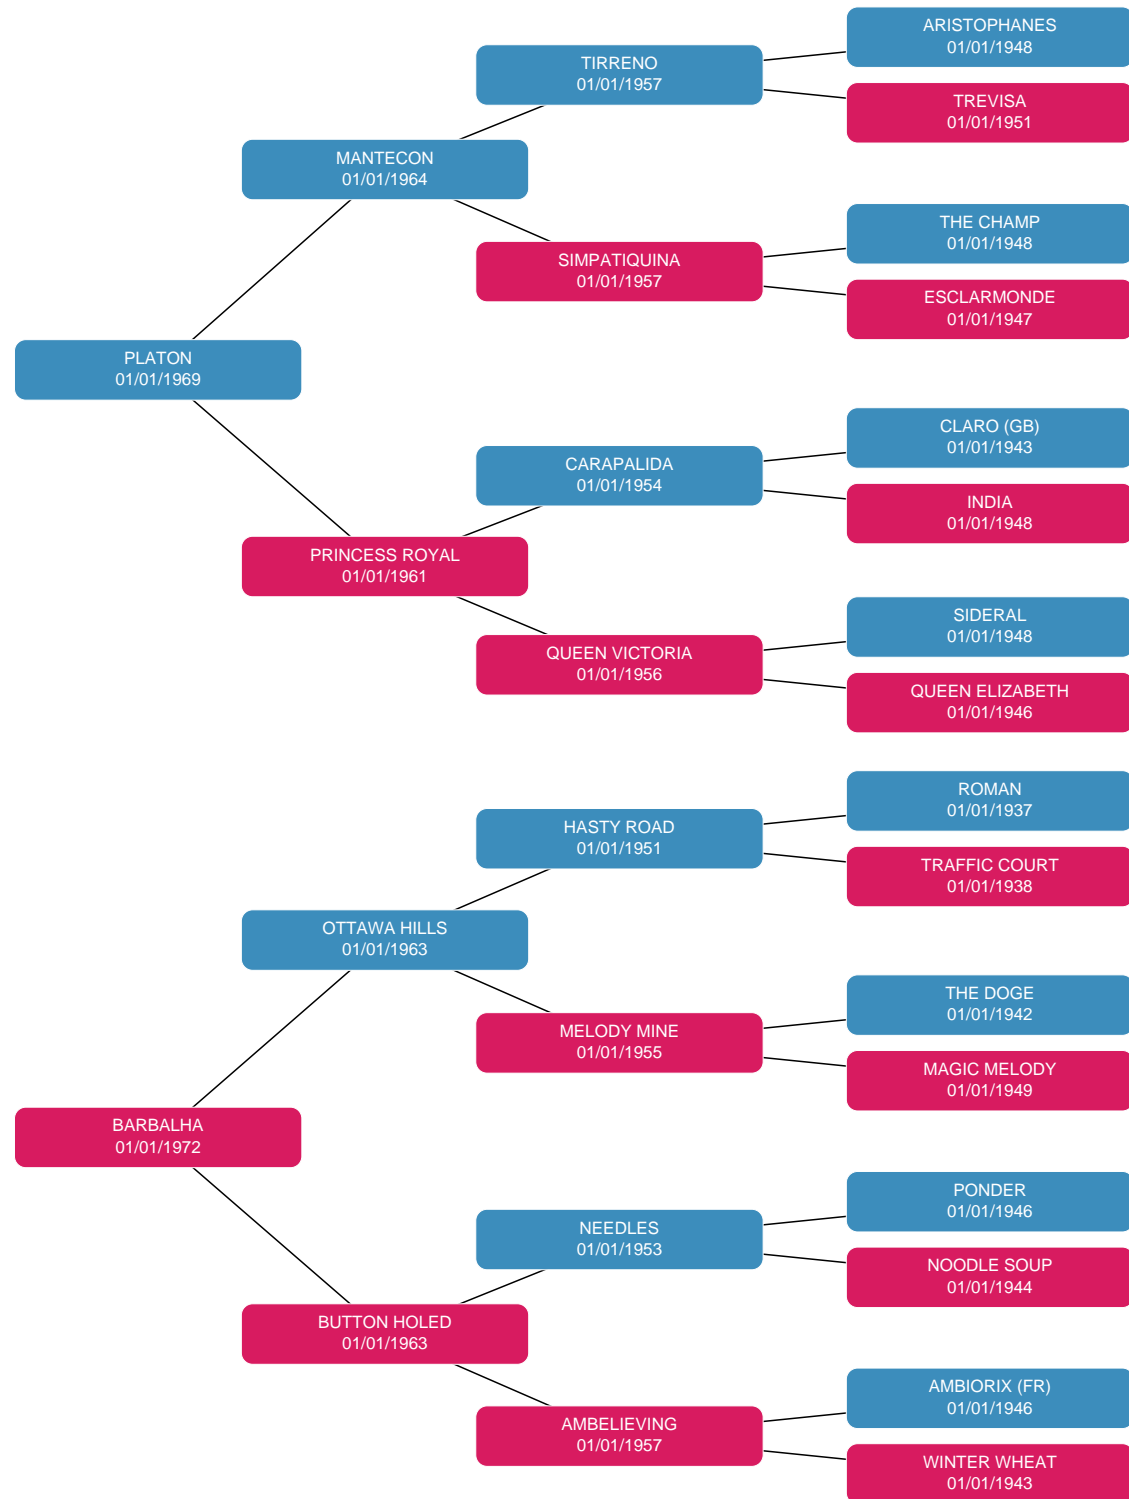 ARISTOPHANES
01/01/1948
TIRRENO
01/01/1957
TREVISA
01/01/1951
MANTECON
01/01/1964
THE CHAMP
01/01/1948
SIMPATIQUINA
01/01/1957
ESCLARMONDE
01/01/1947
PLATON
01/01/1969
CLARO (GB)
01/01/1943
CARAPALIDA
01/01/1954
INDIA
01/01/1948
PRINCESS ROYAL
01/01/1961
SIDERAL
01/01/1948
QUEEN VICTORIA
01/01/1956
QUEEN ELIZABETH
01/01/1946
ROMAN
01/01/1937
HASTY ROAD
01/01/1951
TRAFFIC COURT
01/01/1938
OTTAWA HILLS
01/01/1963
THE DOGE
01/01/1942
MELODY MINE
01/01/1955
MAGIC MELODY
01/01/1949
BARBALHA
01/01/1972
PONDER
01/01/1946
NEEDLES
01/01/1953
NOODLE SOUP
01/01/1944
BUTTON HOLED
01/01/1963
AMBIORIX (FR)
01/01/1946
AMBELIEVING
01/01/1957
WINTER WHEAT
01/01/1943